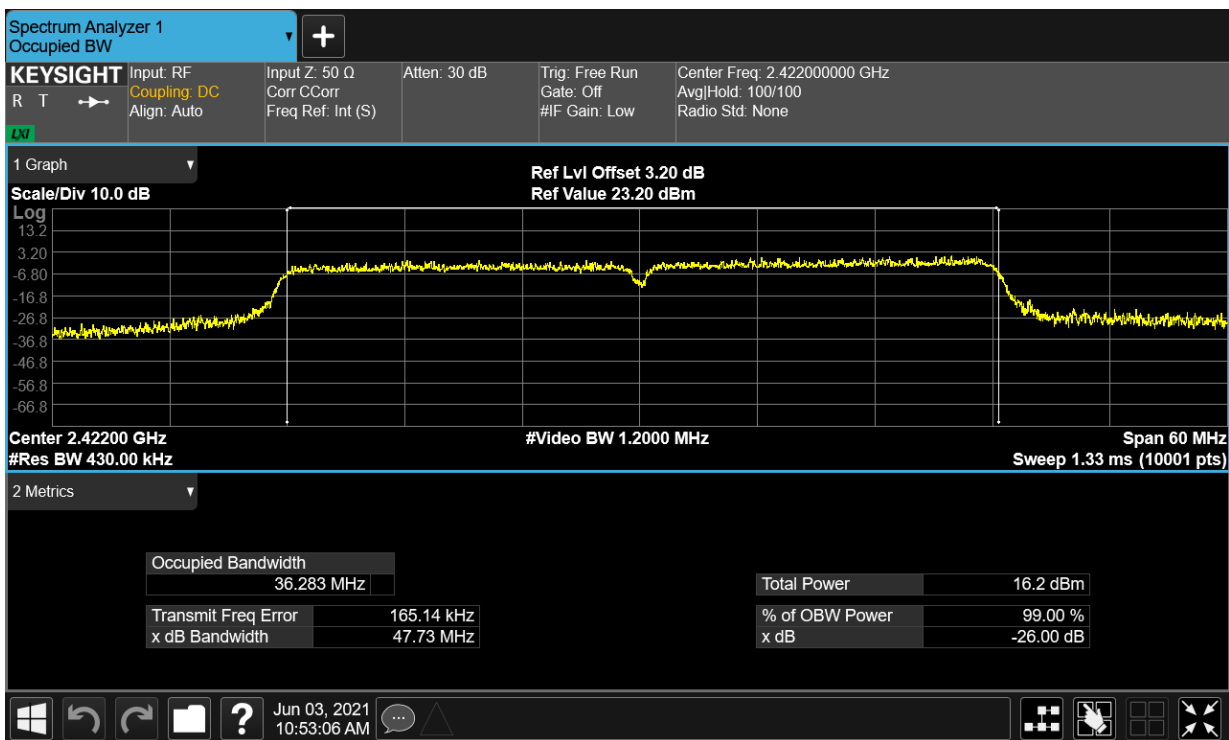 Spectrum Analyzer 1
Occupied BW
KEYSIGHT
R T
LXI
Input: RF
Coupling: DC
Align: Auto
Input Z: 50 Ω
Corr CCorr
Freq Ref: Int (S)
Atten: 30 dB
Trig: Free Run
Gate: Off
#IF Gain: Low
Center Freq: 2.422000000 GHz
Avg|Hold: 100/100
Radio Std: None
1 Graph
Ref Lvl Offset 3.20 dB
Scale/Div 10.0 dB
Ref Value 23.20 dBm
Log
13.2
3.20
-6.80
-16.8
-26.8
-36.8
-46.8
-56.8
-66.8
Center 2.42200 GHz
#Video BW 1.2000 MHz
Span 60 MHz
#Res BW 430.00 kHz
Sweep 1.33 ms (10001 pts)
2 Metrics
Occupied Bandwidth
36.283 MHz
Total Power 16.2 dBm
Transmit Freq Error 165.14 kHz
% of OBW Power 99.00 %
x dB Bandwidth 47.73 MHz
x dB -26.00 dB
?
Jun 03, 2021
10:53:06 AM